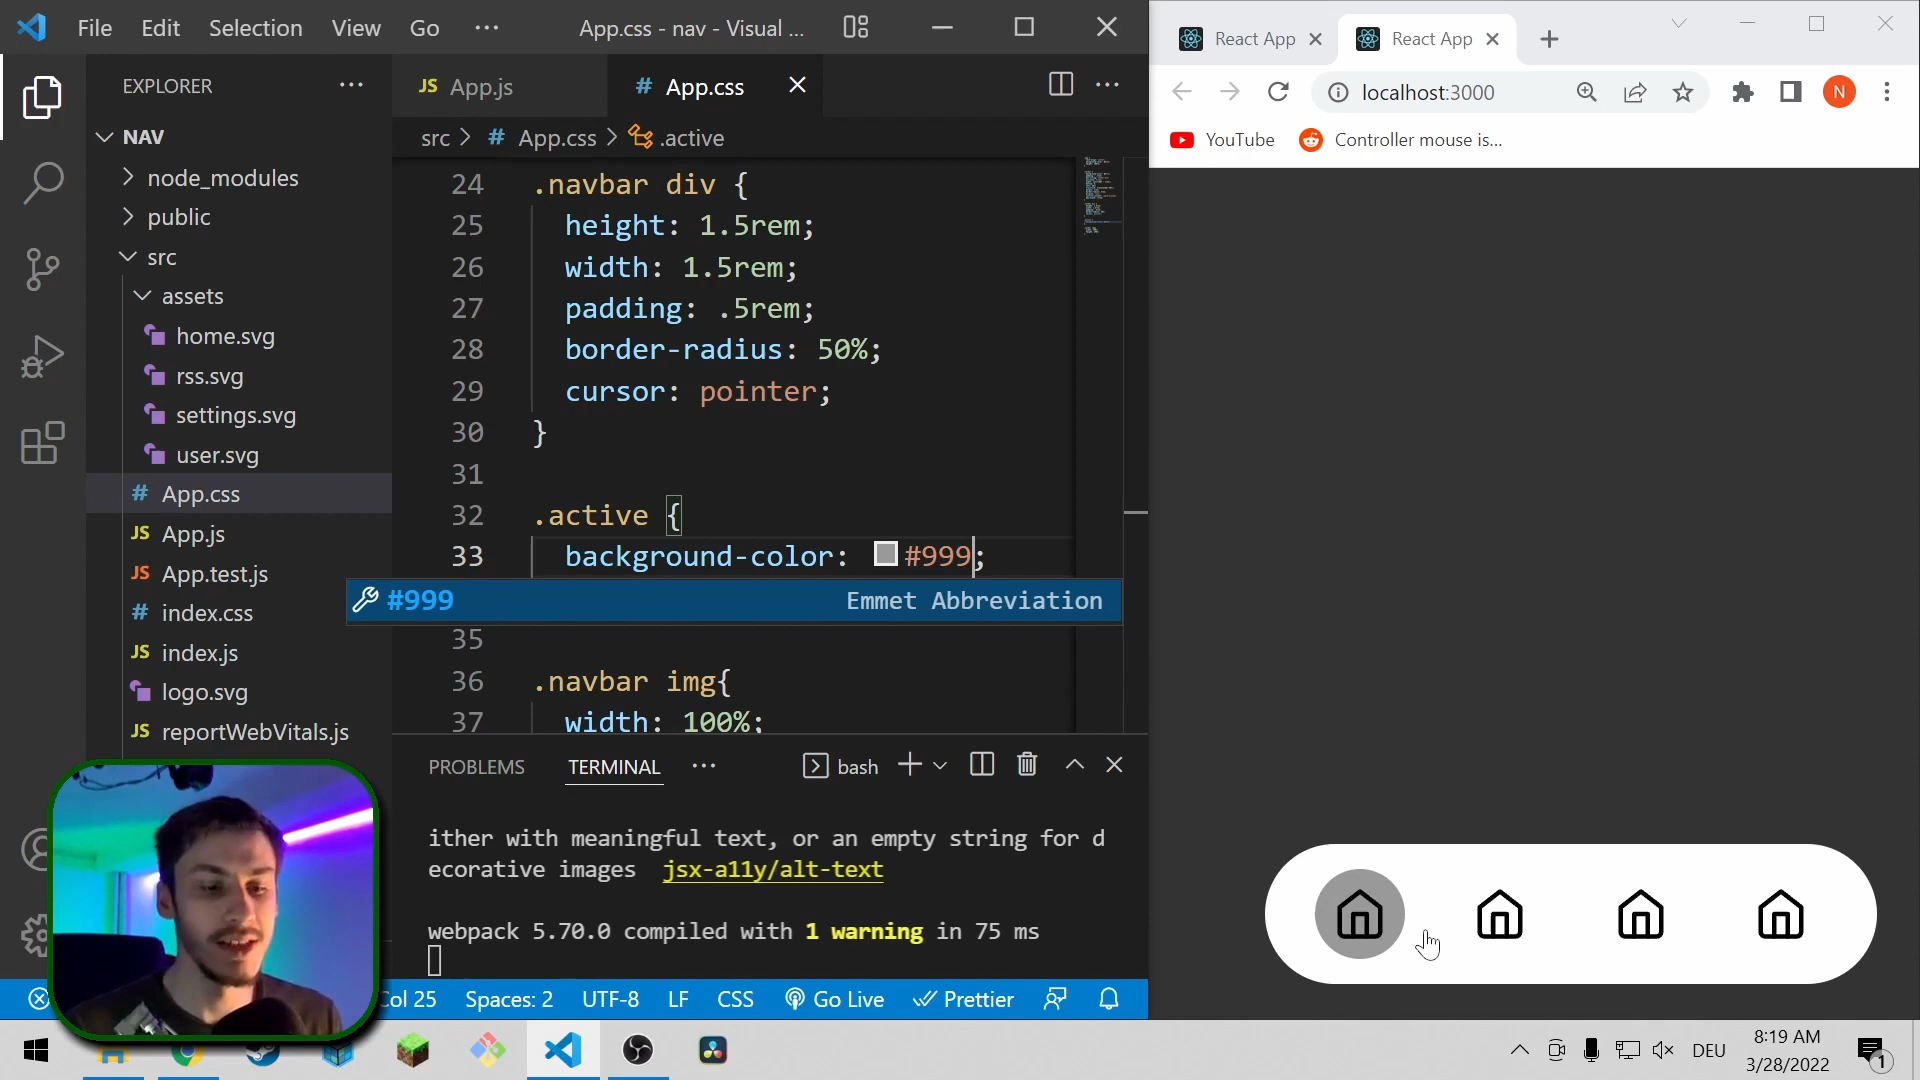 File Edit Selection View Go ··· App.css - nav - Visual ...
EXPLORER ···
NAV
node_modules
public
src
assets
home.svg
rss.svg
settings.svg
user.svg
# App.css
JS App.js
JS App.test.js
# index.css
JS index.js
logo.svg
JS reportWebVitals.js
JS App.js
# App.css
···
src > # App.css > .active
24 .navbar div {
25 height: 1.5rem;
26 width: 1.5rem;
27 padding: .5rem;
28 border-radius: 50%;
29 cursor: pointer;
30 }
31
32 .active {
33 background-color: #999;
#999 Emmet Abbreviation
35
36 .navbar img{
37 width: 100%;
PROBLEMS TERMINAL ··· bash
ither with meaningful text, or an empty string for d
ecorative images jsx-a11y/alt-text
webpack 5.70.0 compiled with 1 warning in 75 ms
Col 25 Spaces: 2 UTF-8 LF CSS Go Live Prettier
React App
React App
localhost:3000
N
YouTube
Controller mouse is...
DEU
8:19 AM
3/28/2022
1